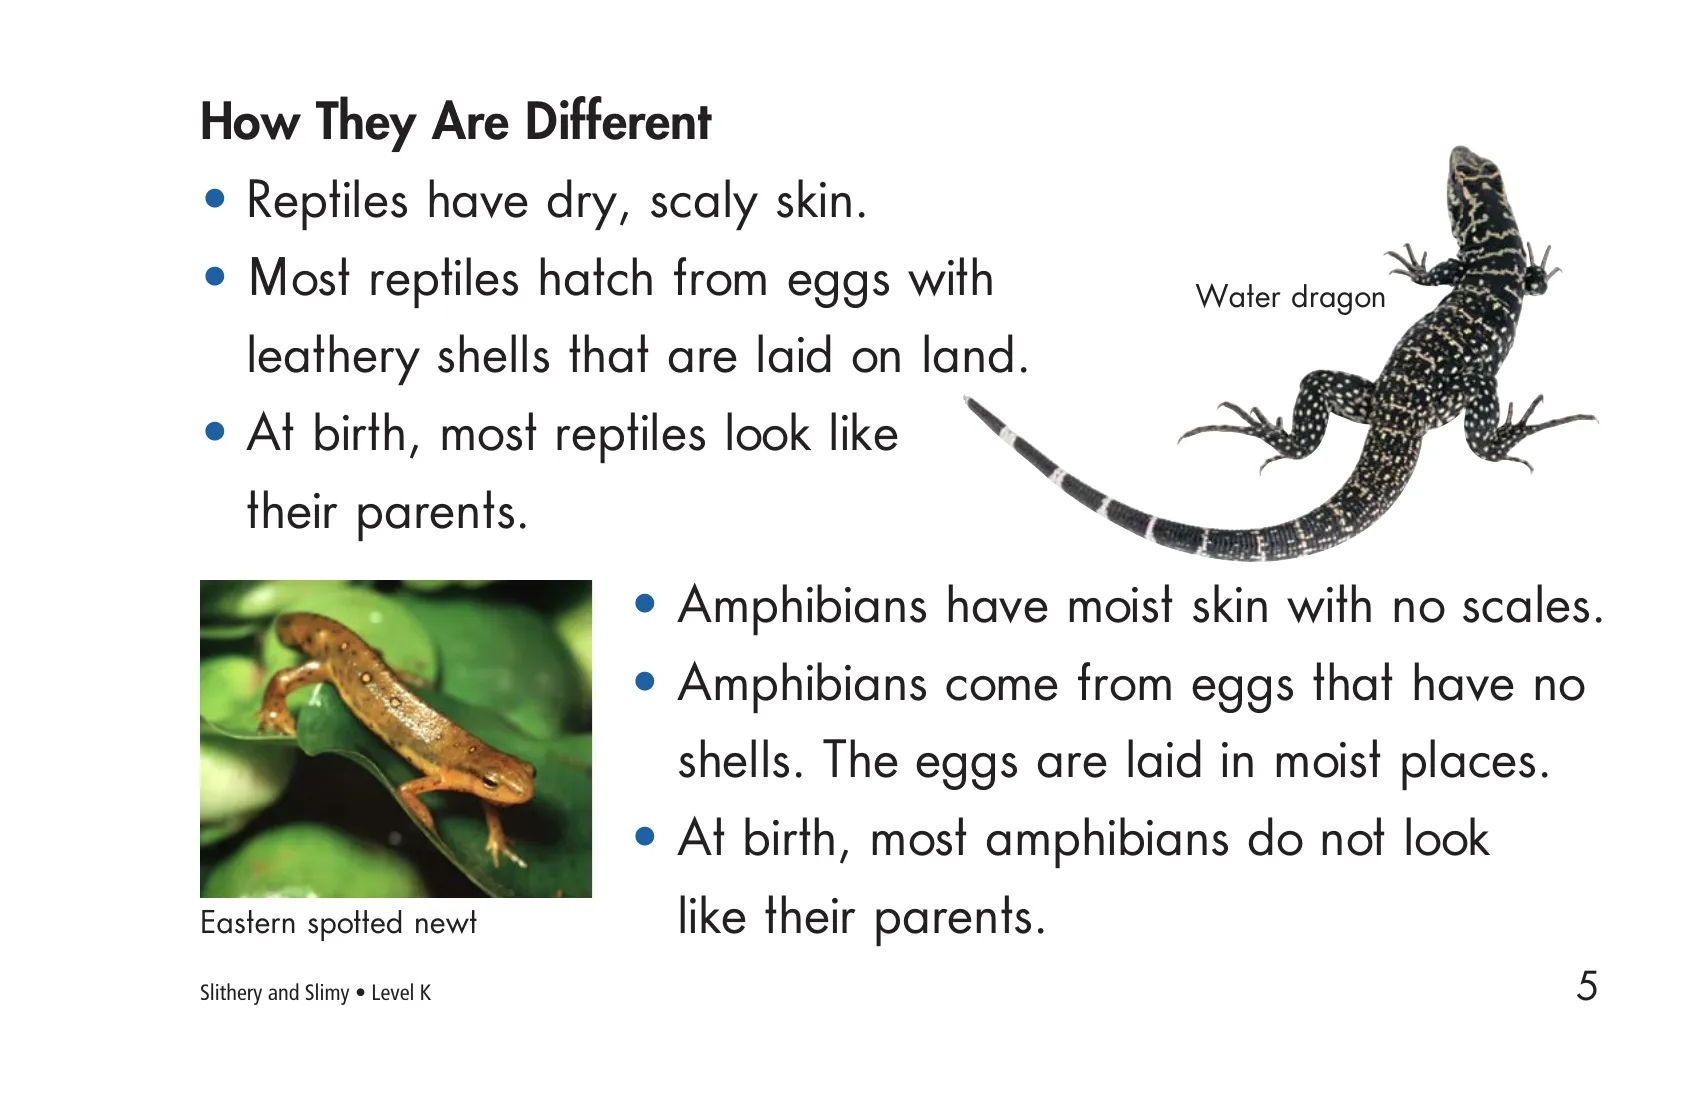 How They Are Different
• Reptiles have dry, scaly skin.
• Most reptiles hatch from eggs with
leathery shells that are laid on land.
• At birth, most reptiles look like
their parents.
Water dragon
• Amphibians have moist skin with no scales.
• Amphibians come from eggs that have no
shells. The eggs are laid in moist places.
• At birth, most amphibians do not look
like their parents.
Eastern spotted newt
Slithery and Slimy • Level K
5